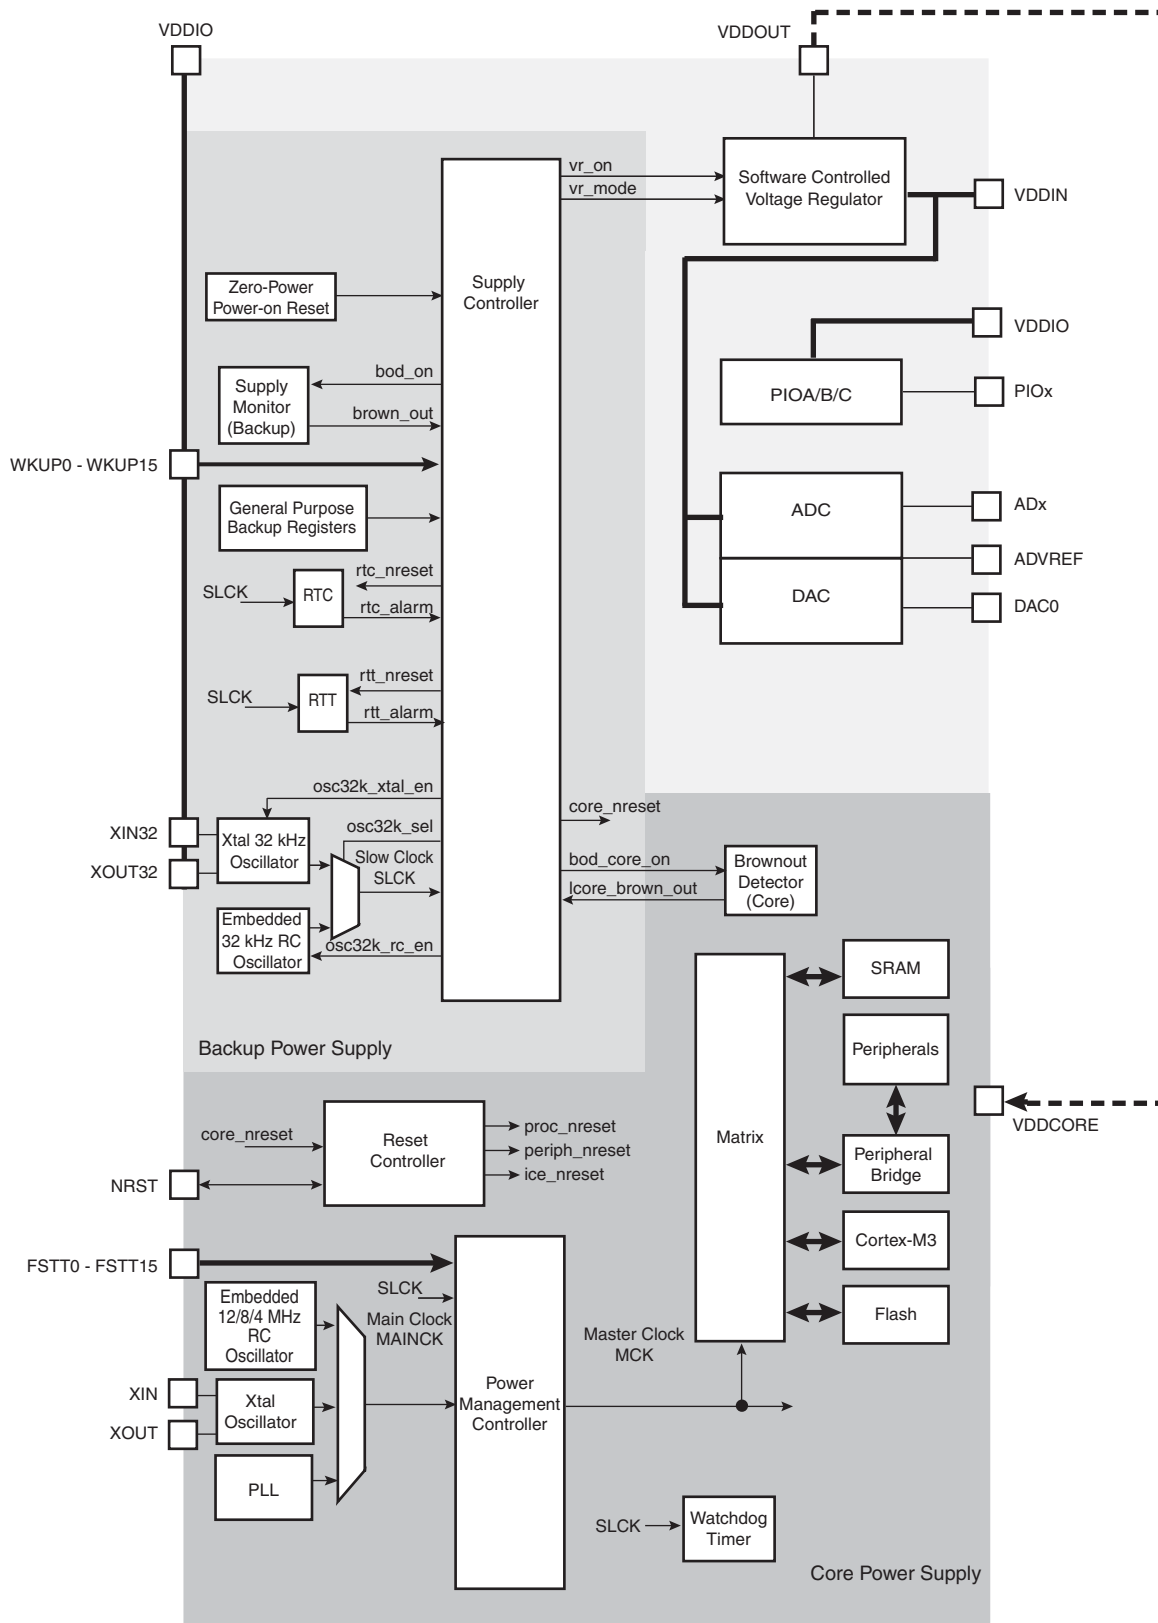 VDDIO
VDDOUT
vr_on
vr_mode
Software Controlled
Voltage Regulator
VDDIN
Supply
Controller
Zero-Power
Power-on Reset
VDDIO
bod_on
Supply
Monitor
(Backup)
brown_out
PIOA/B/C
PIOx
WKUP0 - WKUP15
General Purpose
Backup Registers
ADC
ADx
ADVREF
rtc_nreset
SLCK
RTC
rtc_alarm
DAC
DAC0
rtt_nreset
SLCK
RTT
rtt_alarm
osc32k_xtal_en
core_nreset
XIN32
Xtal 32 kHz
Oscillator
osc32k_sel
XOUT32
Slow Clock
SLCK
bod_core_on
lcore_brown_out
Brownout
Detector
(Core)
Embedded
32 kHz RC
Oscillator
osc32k_rc_en
SRAM
Backup Power Supply
Peripherals
VDDCORE
core_nreset
Reset
Controller
proc_nreset
periph_nreset
ice_nreset
Matrix
Peripheral
Bridge
NRST
Cortex-M3
FSTT0 - FSTT15
SLCK
Embedded
12/8/4 MHz
RC
Oscillator
Main Clock
MAINCK
Flash
Master Clock
MCK
XIN
Xtal
Oscillator
XOUT
Power
Management
Controller
PLL
SLCK
Watchdog
Timer
Core Power Supply